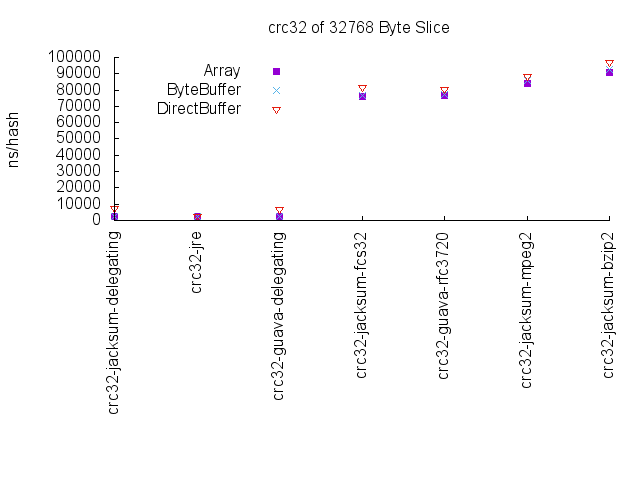 crc32 of 32768 Byte Slice
ns/hash
100000
90000
80000
70000
60000
50000
40000
30000
20000
10000
0
Array
ByteBuffer
DirectBuffer
crc32-jacksum-delegating
crc32-jre
crc32-guava-delegating
crc32-jacksum-fcs32
crc32-guava-rfc3720
crc32-jacksum-mpeg2
crc32-jacksum-bzip2